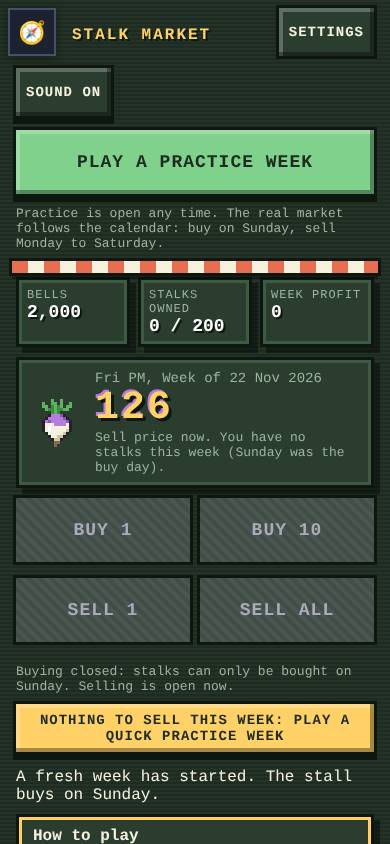 STALK MARKET
SETTINGS
SOUND ON
PLAY A PRACTICE WEEK
Practice is open any time. The real market
follows the calendar: buy on Sunday, sell
Monday to Saturday.
BELLS
2,000
STALKS
OWNED
0 / 200
WEEK PROFIT
0
Fri PM, Week of 22 Nov 2026
126
Sell price now. You have no
stalks this week (Sunday was the
buy day).
BUY 1
BUY 10
SELL 1
SELL ALL
Buying closed: stalks can only be bought on
Sunday. Selling is open now.
NOTHING TO SELL THIS WEEK: PLAY A
QUICK PRACTICE WEEK
A fresh week has started. The stall
buys on Sunday.
How to play